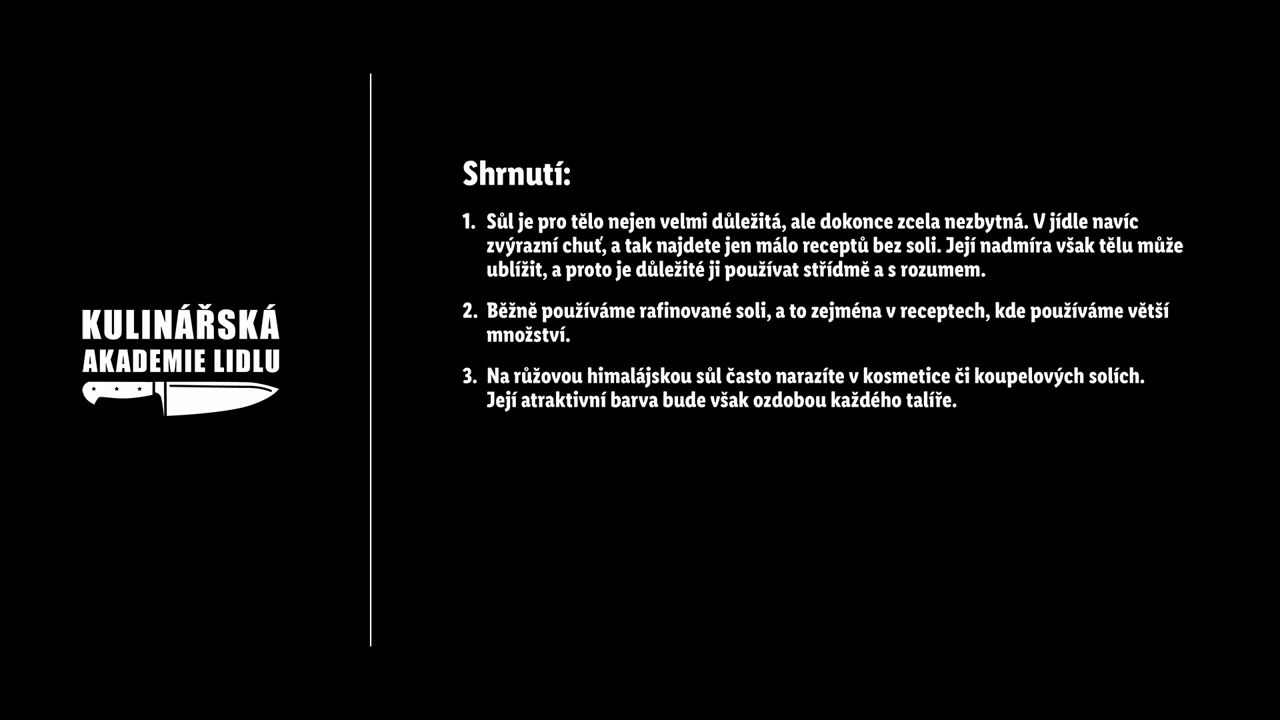 KULINÁŘSKÁ
AKADEMIE LIDLU
Shrnutí:
1. Sůl je pro tělo nejen velmi důležitá, ale dokonce zcela nezbytná. V jídle navíc
zvýrazní chuť, a tak najdete jen málo receptů bez soli. Její nadmíra však tělu může
ublížit, a proto je důležité ji používat střídmě a s rozumem.
2. Běžně používáme rafinované soli, a to zejména v receptech, kde používáme větší
množství.
3. Na růžovou himalájskou sůl často narazíte v kosmetice či koupelových solích.
Její atraktivní barva bude však ozdobou každého talíře.